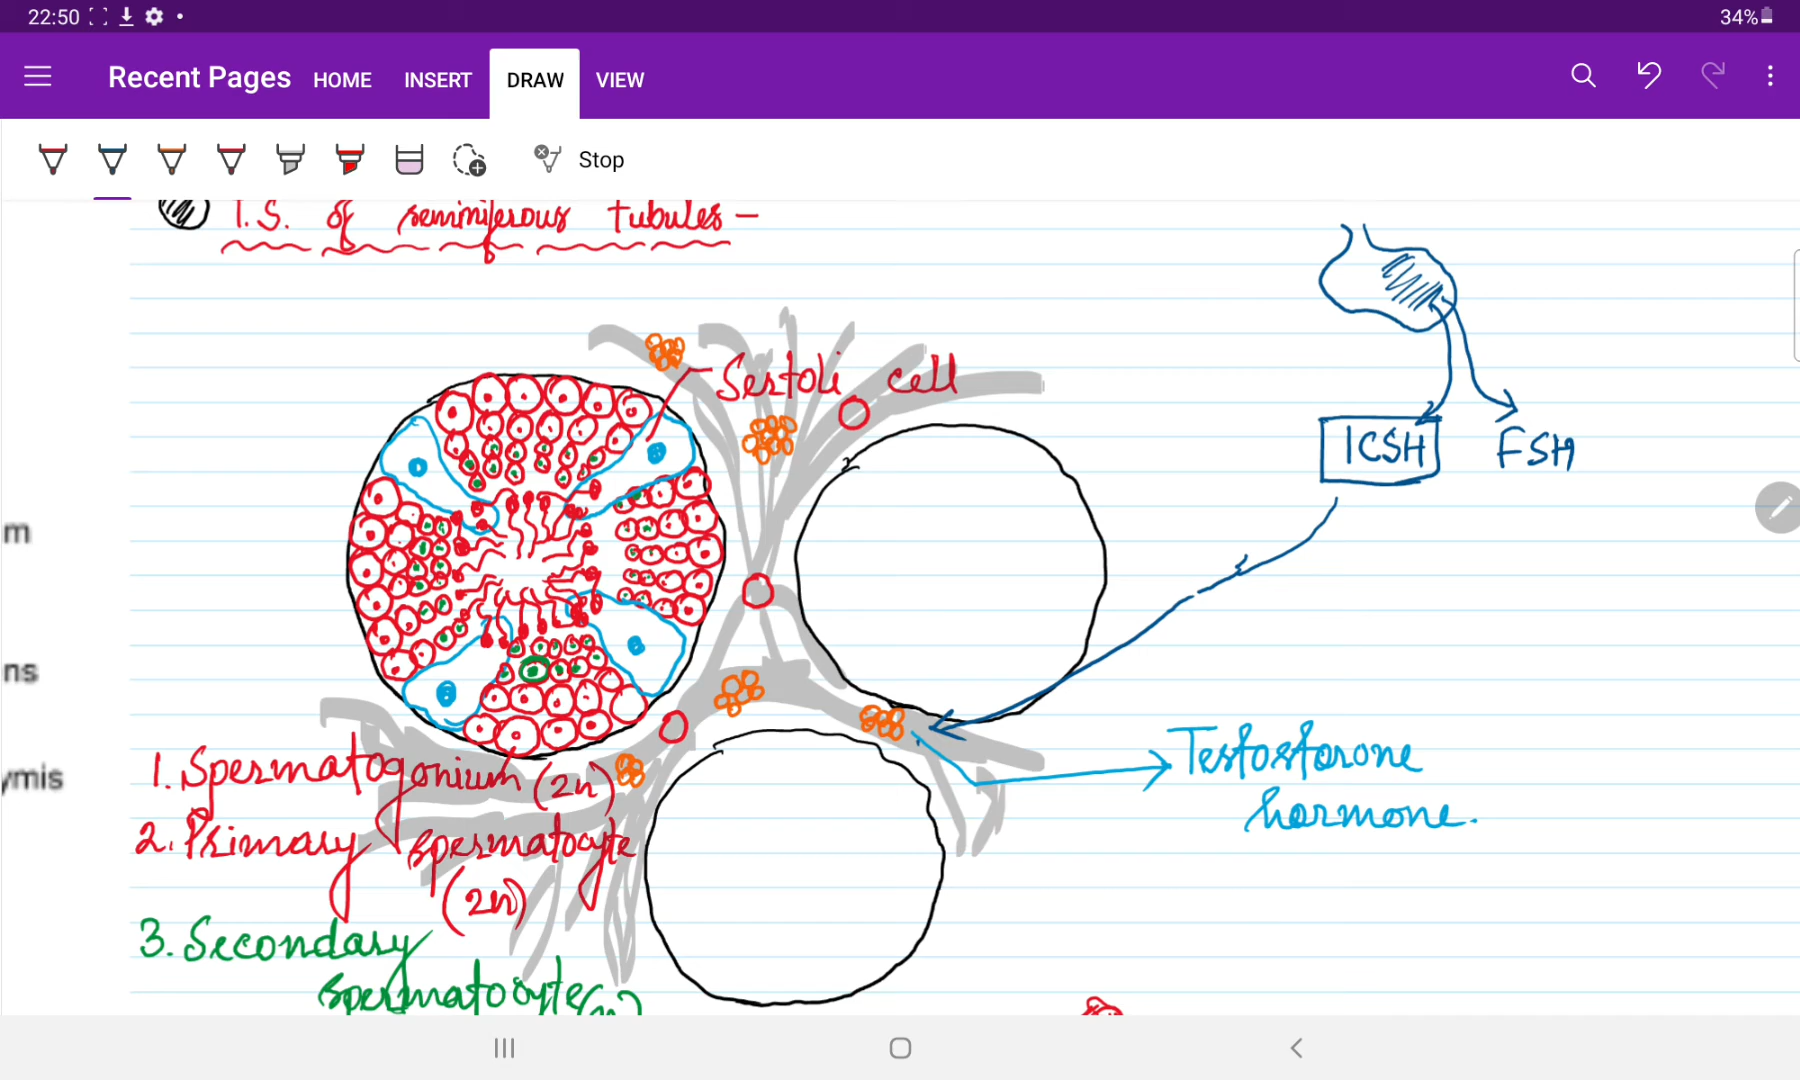 22:50
34%
Recent Pages HOME INSERT DRAW VIEW
Stop
T.S. of seminiferous tubules –
Sertoli cell
ICSH
FSH
m
ns
ymis
Testosterone
hormone.
1. Spermatogonium (2n)
2. Primary spermatocyte
(2n)
3. Secondary
spermatocyte (n)